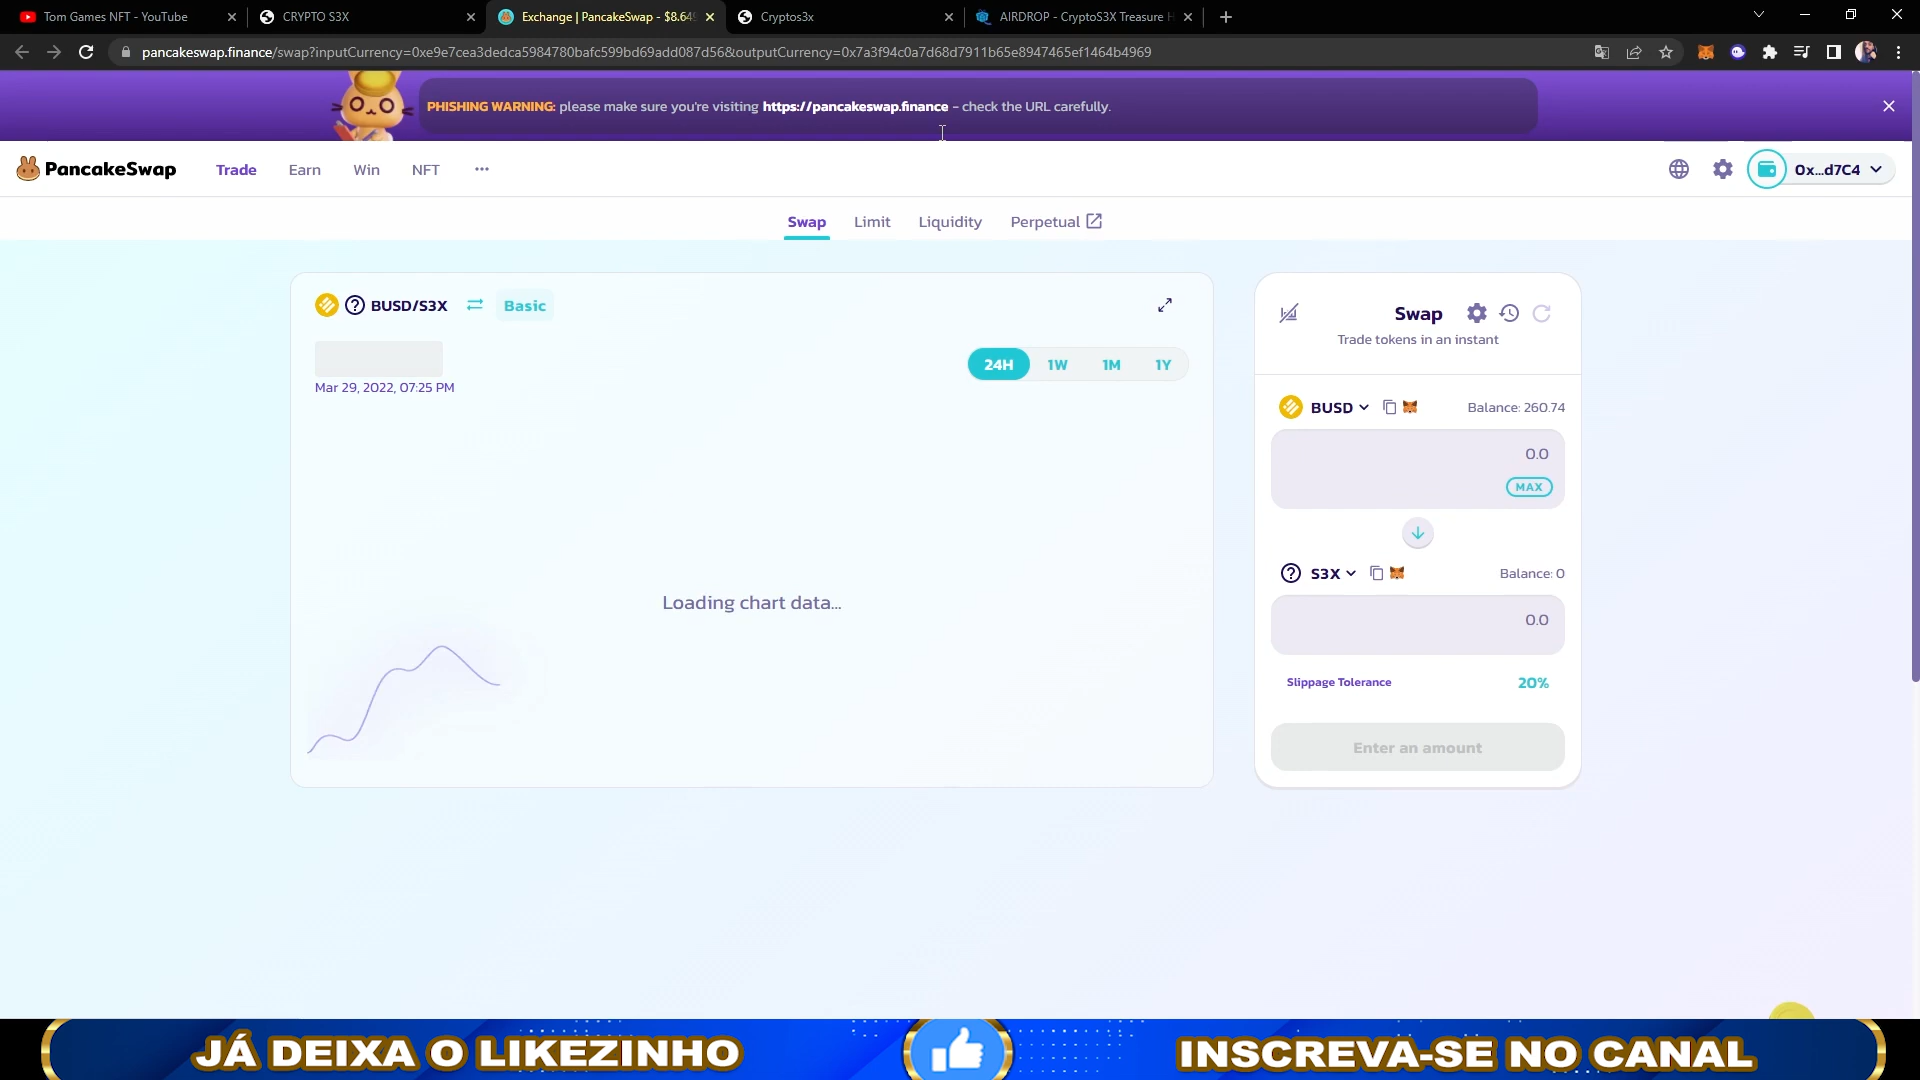 Tom Games NFT - YouTube
CRYPTO S3X
Exchange | PancakeSwap - $8.649
Cryptos3x
AIRDROP - CryptoS3X Treasure H
pancakeswap.finance/swap?inputCurrency=0xe9e7cea3dedca5984780bafc599bd69add087d56&outputCurrency=0x7a3f94c0a7d68d7911b65e8947465ef1464b4969
PHISHING WARNING: please make sure you're visiting https://pancakeswap.finance - check the URL carefully.
PancakeSwap
Trade
Earn
Win
NFT
0x...d7C4
Swap
Limit
Liquidity
Perpetual
BUSD/S3X
Basic
Mar 29, 2022, 07:25 PM
24H
1W
1M
1Y
Loading chart data...
Swap
Trade tokens in an instant
BUSD
Balance: 260.74
0.0
MAX
S3X
Balance: 0
0.0
Slippage Tolerance
20%
Enter an amount
JÁ DEIXA O LIKEZINHO
INSCREVA-SE NO CANAL